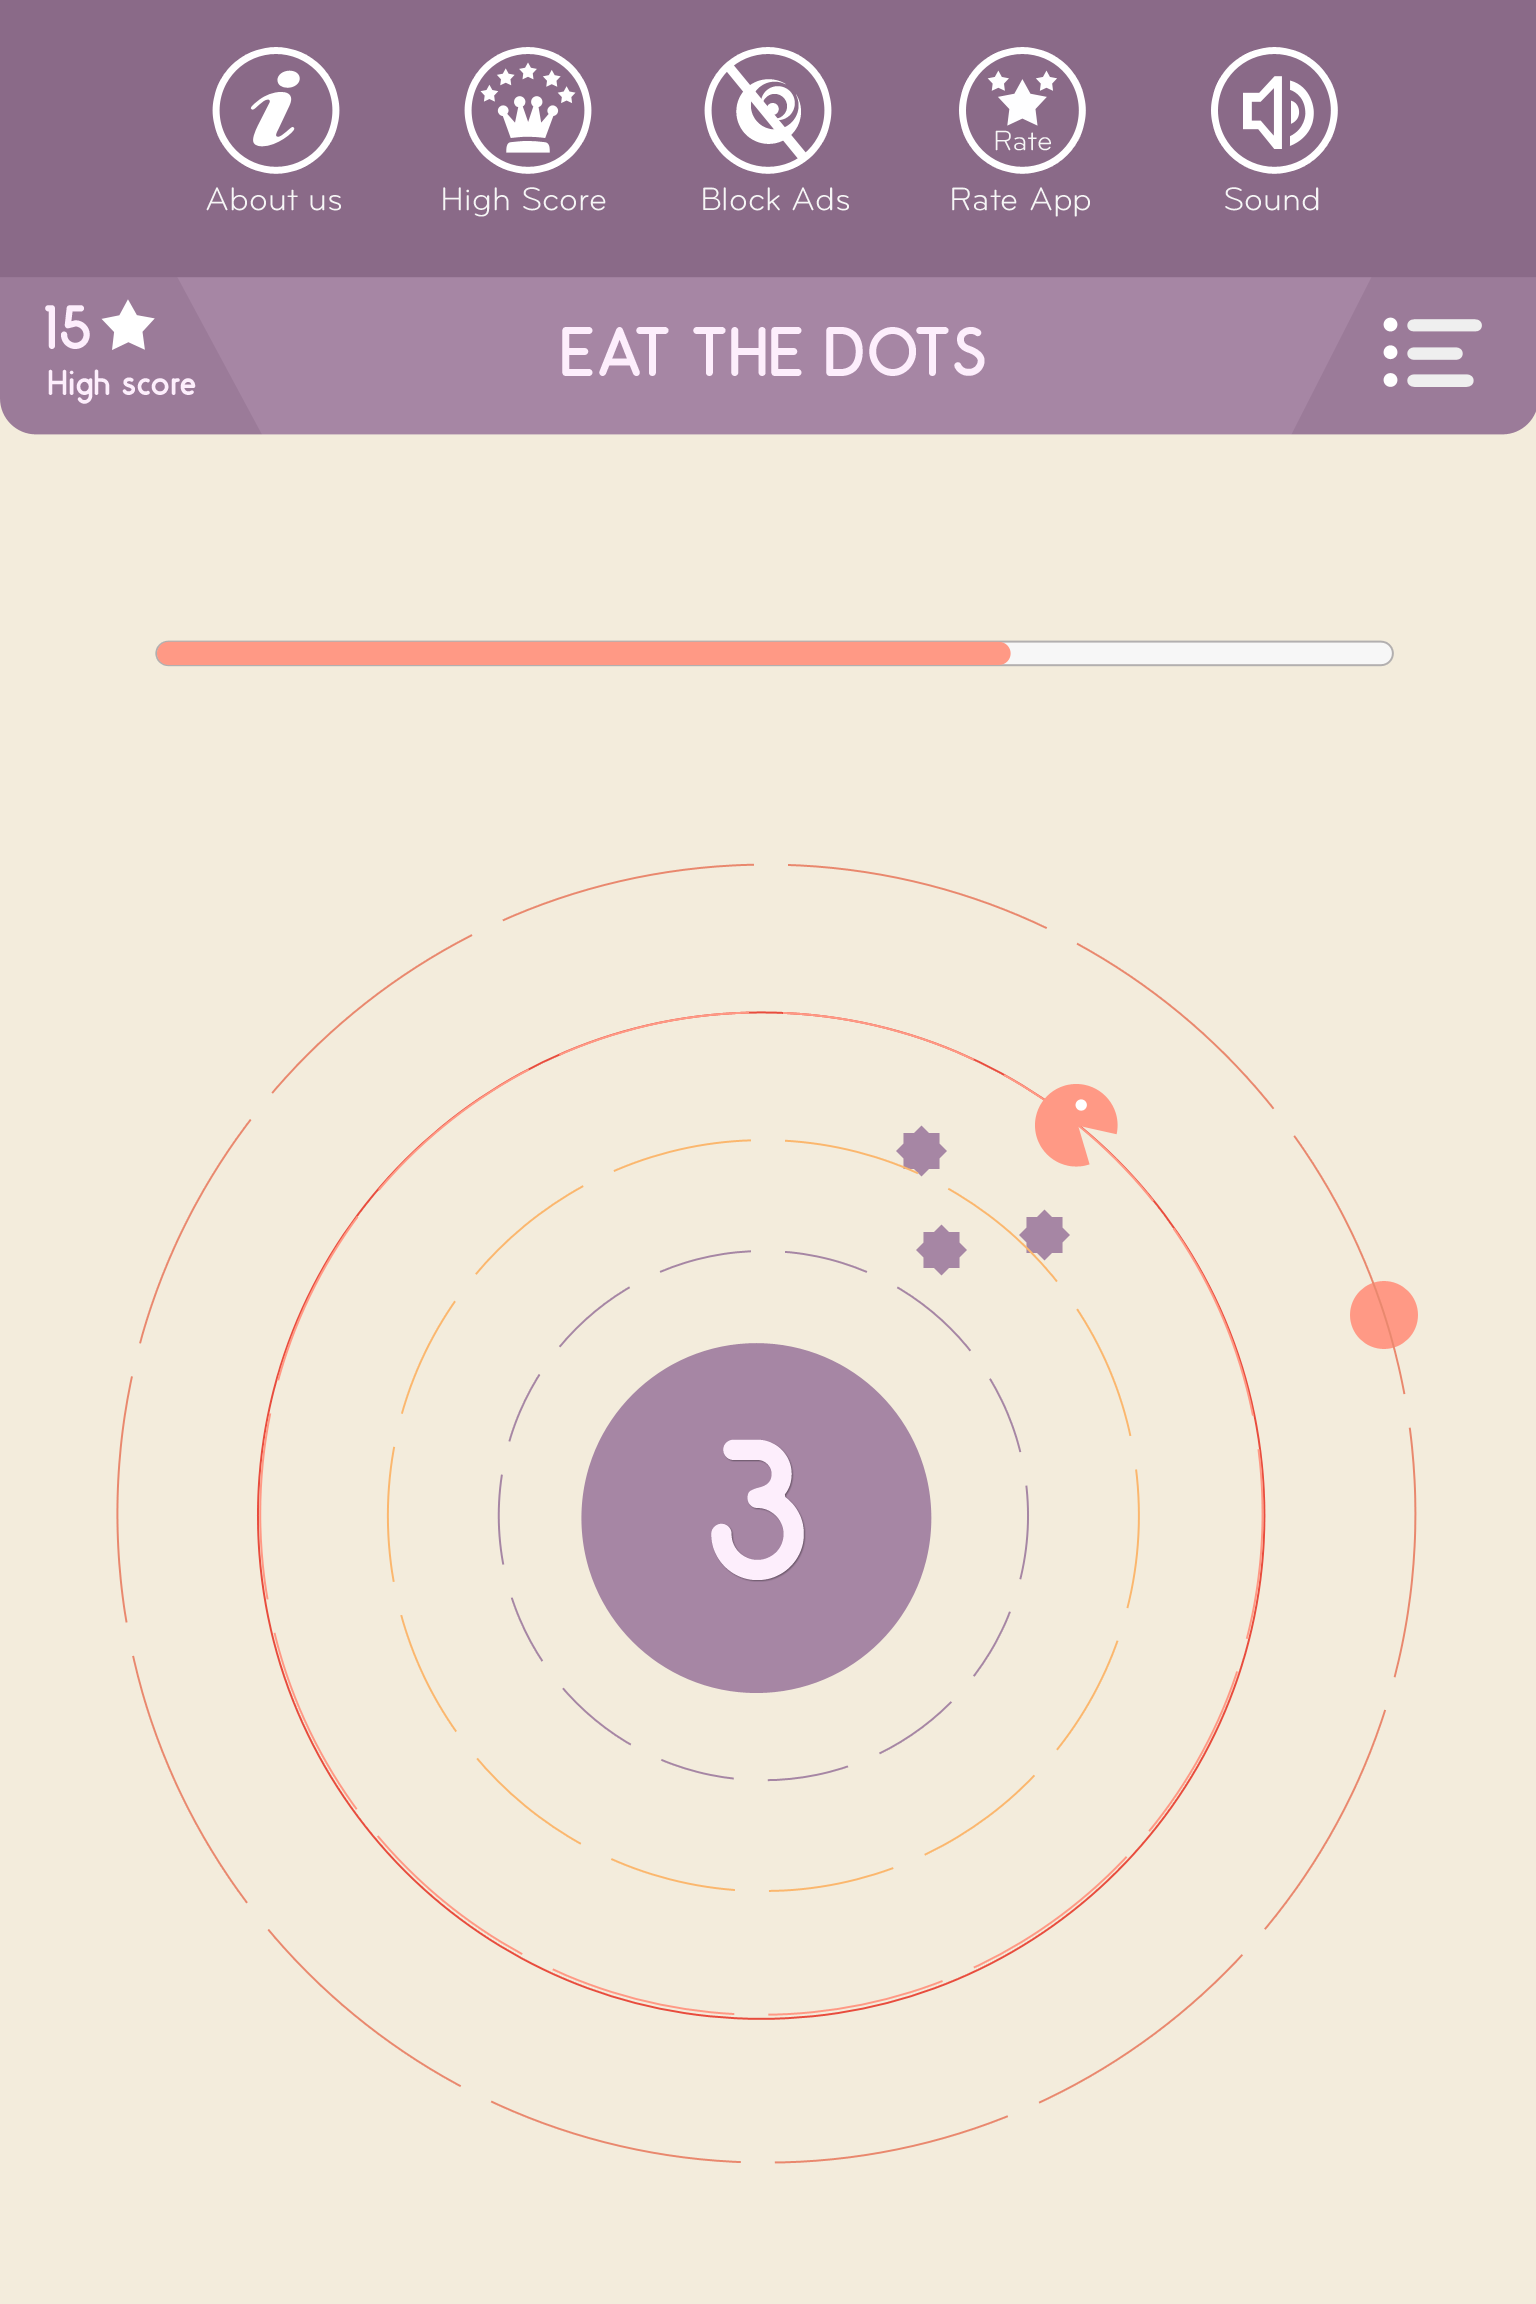 Rate
About us
High Score
Block Ads
Rate App
Sound
15
High score
EAT THE DOTS
3